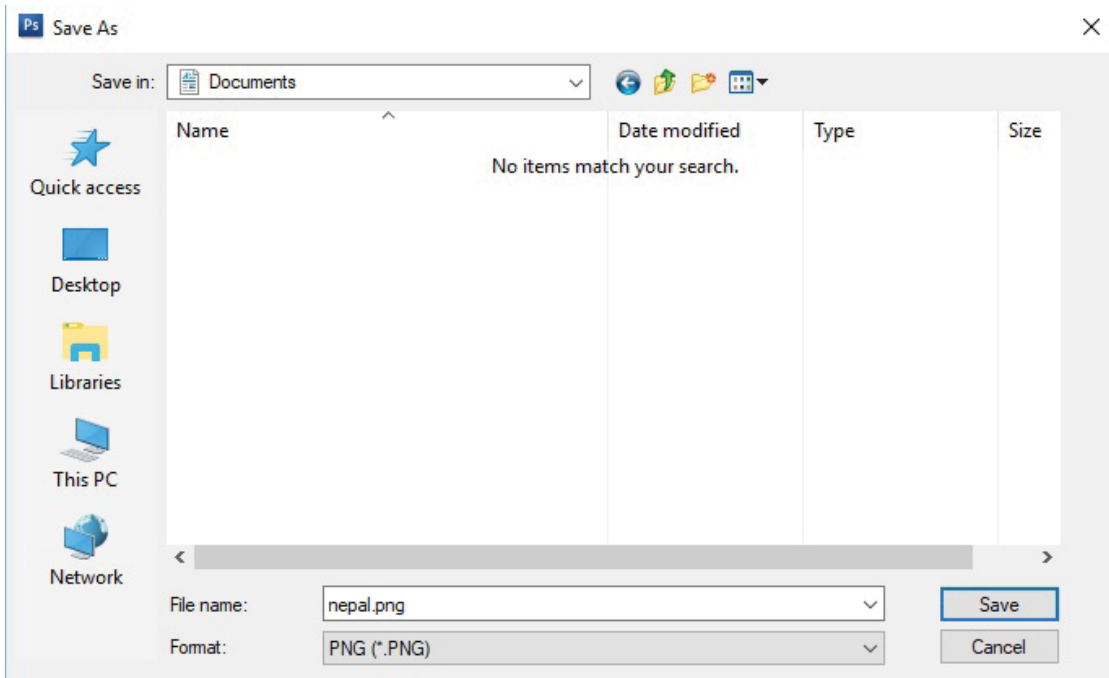 Ps Save As
Save in: Documents
Name Date modified Type Size
No items match your search.
Quick access
Desktop
Libraries
This PC
Network
File name: nepal.png Save
Format: PNG (*.PNG) Cancel